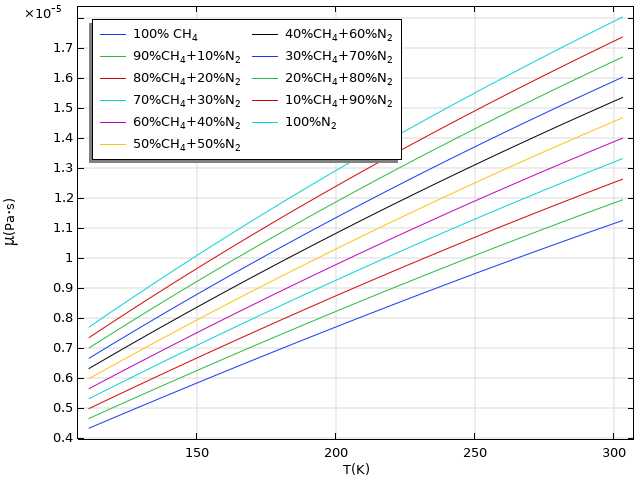 ×10⁻⁵
100% CH₄
90%CH₄+10%N₂
80%CH₄+20%N₂
70%CH₄+30%N₂
60%CH₄+40%N₂
50%CH₄+50%N₂
40%CH₄+60%N₂
30%CH₄+70%N₂
20%CH₄+80%N₂
10%CH₄+90%N₂
100%N₂
1.7
1.6
1.5
1.4
1.3
1.2
1.1
1
0.9
0.8
0.7
0.6
0.5
0.4
μ(Pa·s)
150
200
250
300
T(K)